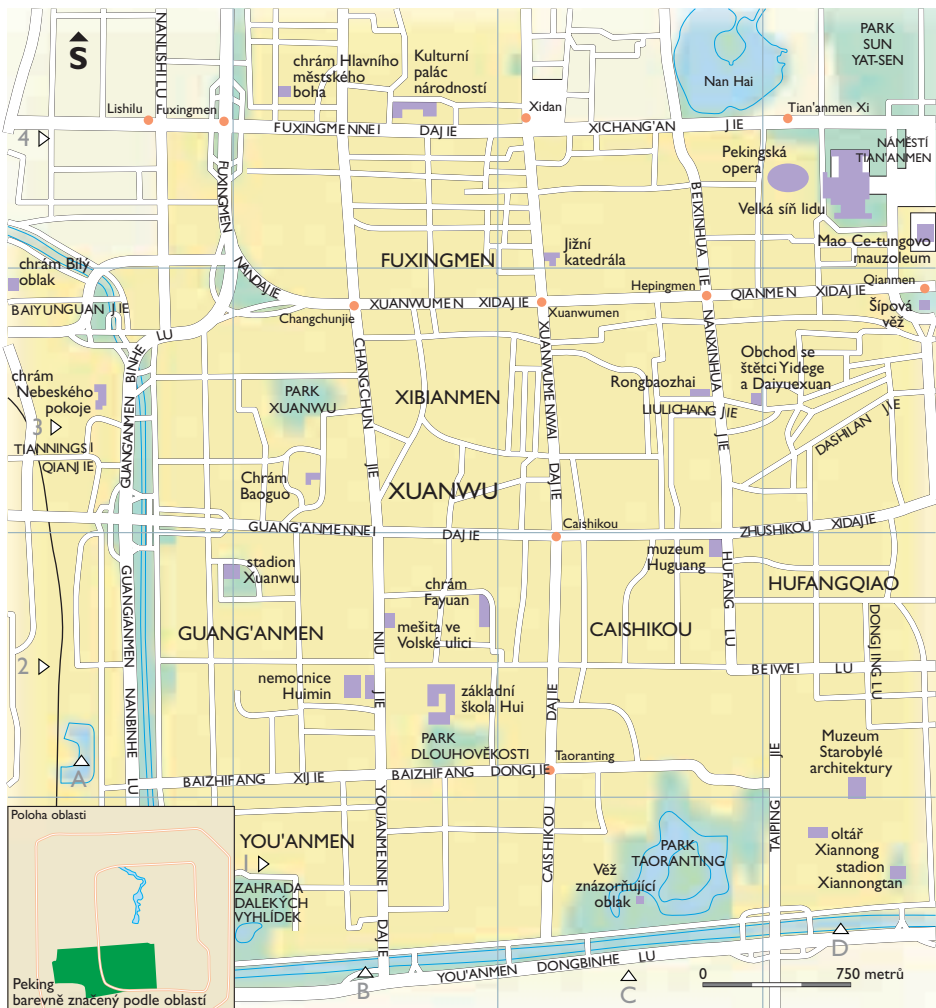 Ŝ
NANLISHI LU
chrám Hlavního
městského
boha
Kulturní
palác
národností
Nan Hai
PARK
SUN
YAT-SEN
Lishilu
Fuxingmen
Xidan
Tian'anmen Xi
4
FUXINGMENNEI DAJIE
XICHANG'AN JIE
NÁMĚSTÍ
TIAN'ANMEN
Pekingská
opera
Velká síň lidu
FUXINGMEN
NANDAJIE
BEIXINHUA JIE
Mao Ce-tungovo
mauzoleum
chrám Bílý
oblak
FUXINGMEN
Jižní
katedrála
Hepingmen
Qianmen
BAIYUNGUAN JIE
XUANWUMEN XIDAJIE
QIANMEN XIDAJIE
Changchunjie
Xuanwumen
Šípová
věž
LU
GUANG'ANMEN BINHE
CHANGCHUN JIE
XUANWUMENWAI DAJIE
NANXINHUA JIE
chrám
Nebeského
pokoje
PARK
XUANWU
XIBIANMEN
Rongbaozhai
Obchod se
štětci Yidege
a Daiyuexuan
LIULICHANG JIE
DASHILAN JIE
3
TIANNINGSI
QIANJIE
Chrám
Baoguo
XUANWU
GUANG'ANMENNEI DAJIE
Caishikou
ZHUSHIKOU XIDAJIE
stadion
Xuanwu
muzeum
Huguang
HUFANG LU
HUFANGQIAO
chrám
Fayuan
GUANG'ANMEN
mešita ve
Volské ulici
CAISHIKOU
DONGJING LU
GUANG'ANMEN NANBINHE LU
NIU JIE
2
BEIWEI LU
nemocnice
Huimin
základní
škola Hui
DAJIE
PARK
DLOUHOVĚKOSTI
Taoranting
Muzeum
Starobylé
architektury
A
BAIZHIFANG XIJIE
BAIZHIFANG DONGJIE
TAIPING JIE
Poloha oblasti
YOU'ANMEN
1
YOU'ANMENNEI DAJIE
CAISHIKOU
PARK
TAORANTING
oltář
Xiannong
stadion
Xiannongtan
ZAHRADA
DALEKÝCH
VYHLÍDEK
Věž
znázorňující
oblak
D
B
YOU'ANMEN DONGBINHE LU
C
0 750 metrů
Peking
barevně značený podle oblastí